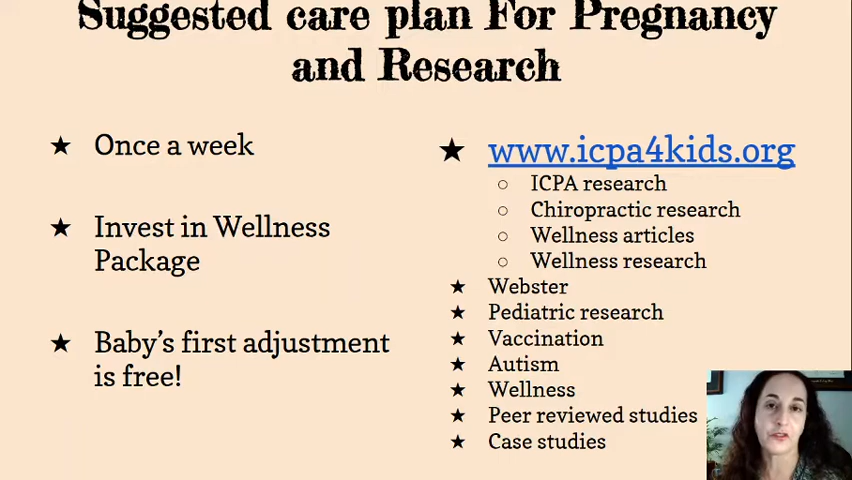 Suggested care plan For Pregnancy
and Research
★ Once a week
★ Invest in Wellness
Package
★ Baby's first adjustment
is free!
★ www.icpa4kids.org
○ ICPA research
○ Chiropractic research
○ Wellness articles
○ Wellness research
★ Webster
★ Pediatric research
★ Vaccination
★ Autism
★ Wellness
★ Peer reviewed studies
★ Case studies